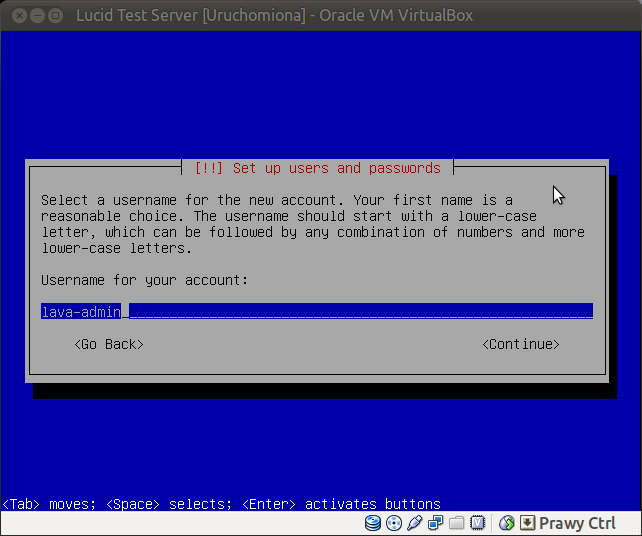 Lucid Test Server [Uruchomiona] - Oracle VM VirtualBox
[!!] Set up users and passwords
Select a username for the new account. Your first name is a
reasonable choice. The username should start with a lower-case
letter, which can be followed by any combination of numbers and more
lower-case letters.
Username for your account:
lava-admin
<Go Back> <Continue>
<Tab> moves; <Space> selects; <Enter> activates buttons
Prawy Ctrl